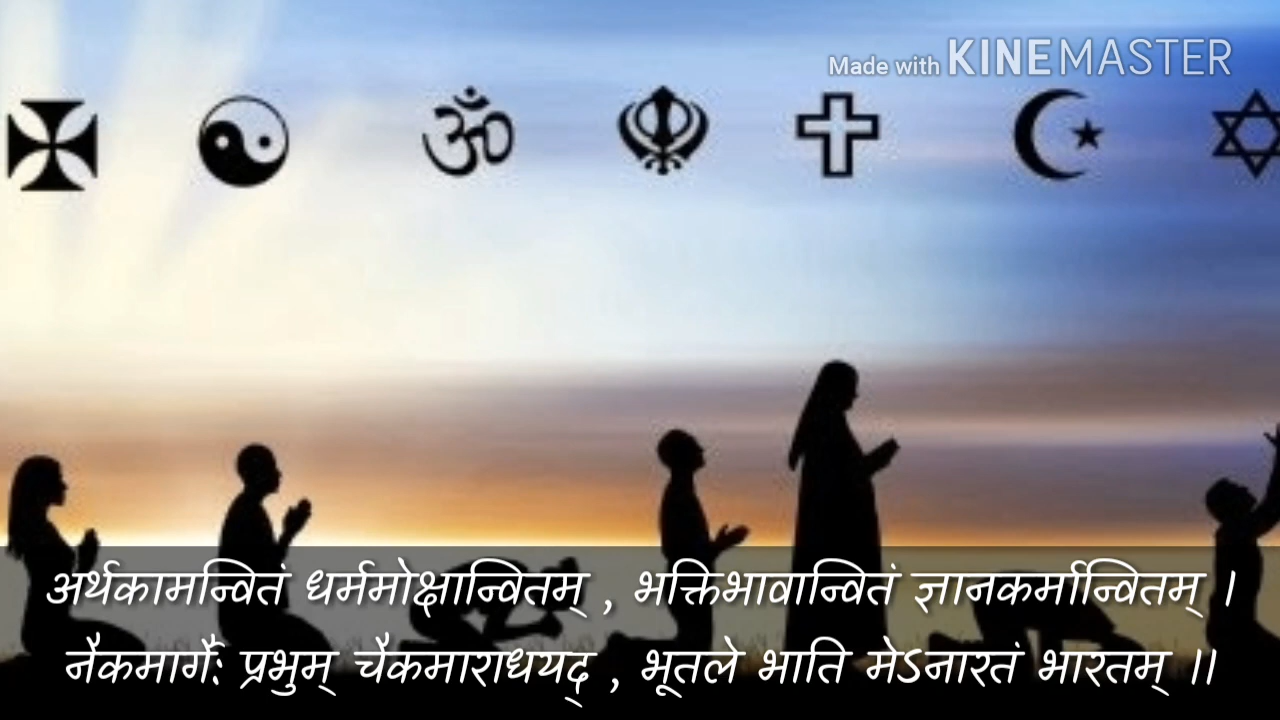 Made with KINEMASTER
अर्थकामान्वितं धर्ममोक्षान्वितम् , भक्तिभावान्वितं ज्ञानकर्मान्वितम् ।
नैकमार्गैः प्रभुम् चैकमाराधयद् , भूतले भाति मेऽनारतं भारतम् ।।